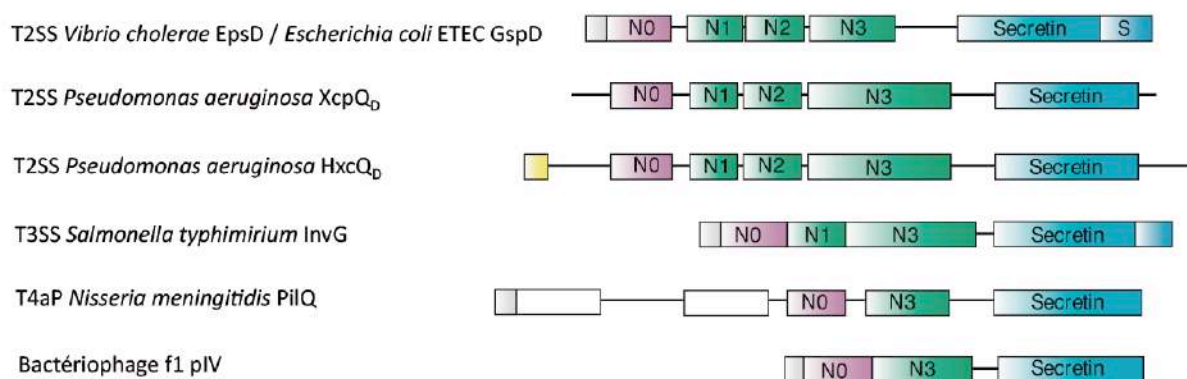 T2SS Vibrio cholerae EpsD / Escherichia coli ETEC GspD N0 N1 N2 N3 Secretin S
T2SS Pseudomonas aeruginosa XcpQD N0 N1 N2 N3 Secretin
T2SS Pseudomonas aeruginosa HxcQD N0 N1 N2 N3 Secretin
T3SS Salmonella typhimirium InvG N0 N1 N3 Secretin
T4aP Nisseria meningitidis PilQ N0 N3 Secretin
Bactériophage f1 pIV N0 N3 Secretin